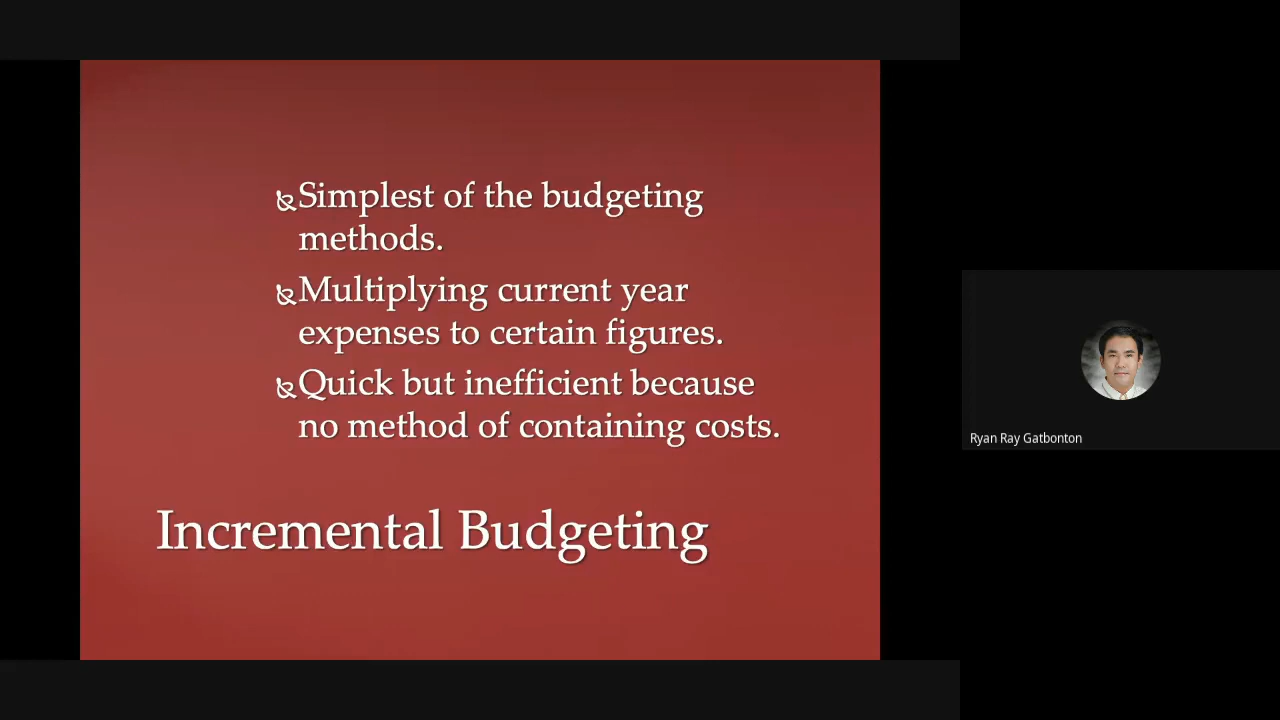 Simplest of the budgeting
methods.
Multiplying current year
expenses to certain figures.
Quick but inefficient because
no method of containing costs.
Incremental Budgeting
Ryan Ray Gatbonton